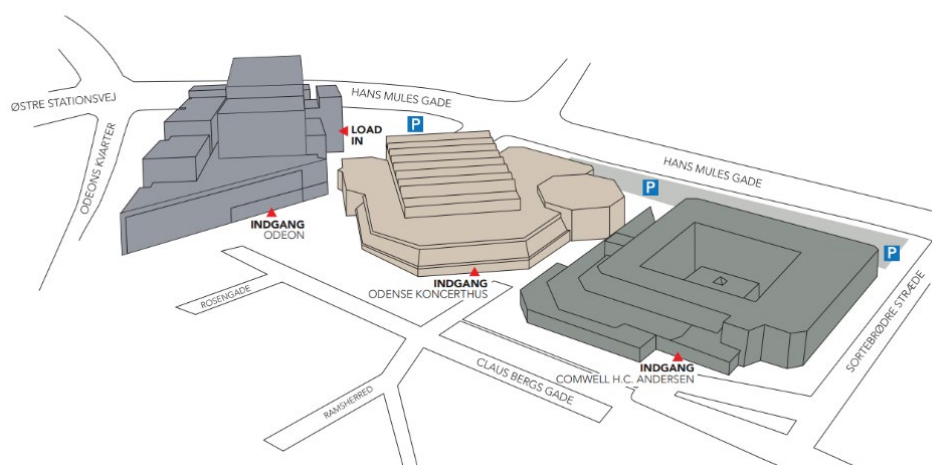 ØSTRE STATIONSVEJ
HANS MULES GADE
ODEONS KVARTER
LOAD
IN
P
HANS MULES GADE
P
P
INDGANG
ODEON
ROSENGADE
INDGANG
ODENSE KONCERTHUS
SORTEBRØDRE STRÆDE
INDGANG
COMWELL H.C. ANDERSEN
CLAUS BERGS GADE
RAMSHERRED